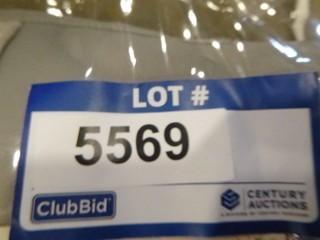 LOT #
5569
ClubBid
CENTURY
AUCTIONS